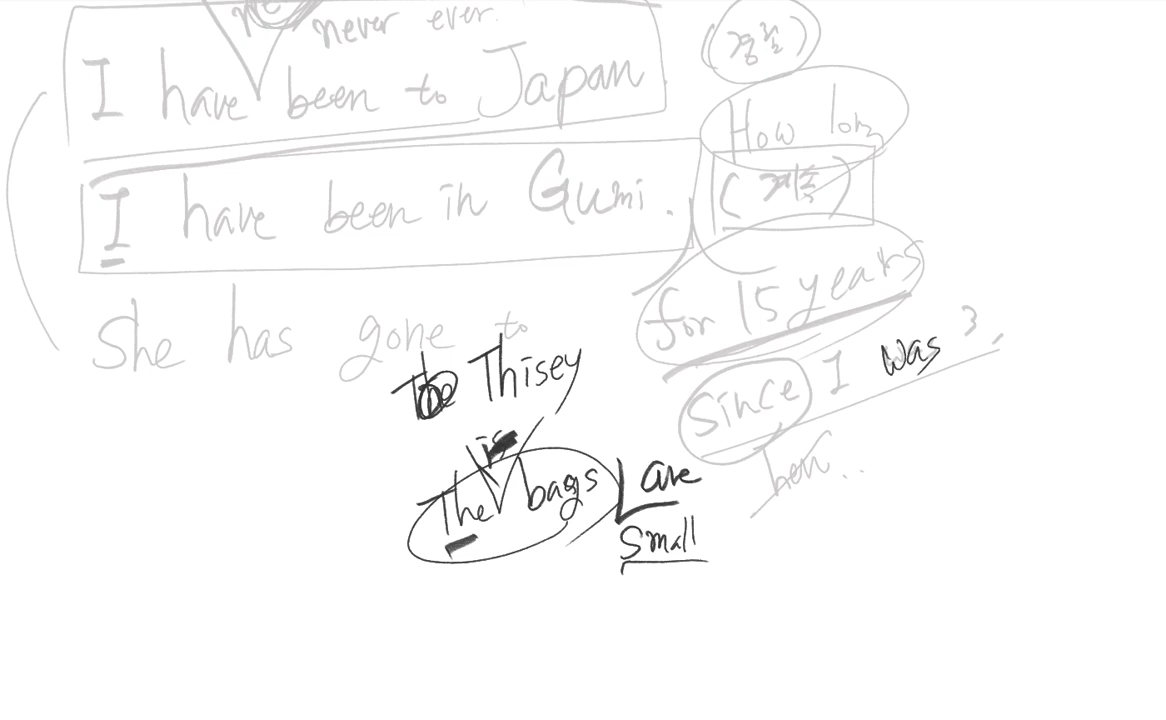 never ever.
I have been to Japan
(경험)
How long
I have been in Gumi.
(계속)
for 15 years
She has gone to
since I was 3,
The Thisey
is
The bags are
small